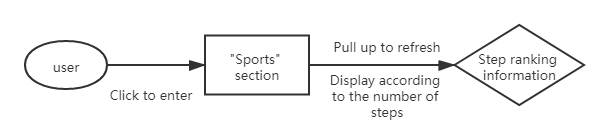 user
Click to enter
"Sports"
section
Pull up to refresh
Display according
to the number of
steps
Step ranking
information